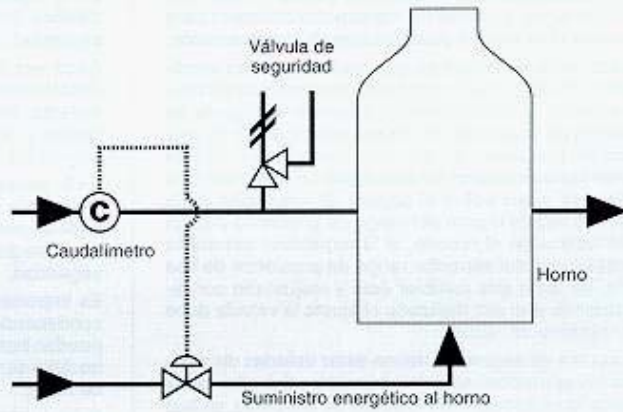 Válvula de
seguridad
C
Caudalímetro
Horno
Suministro energético al horno